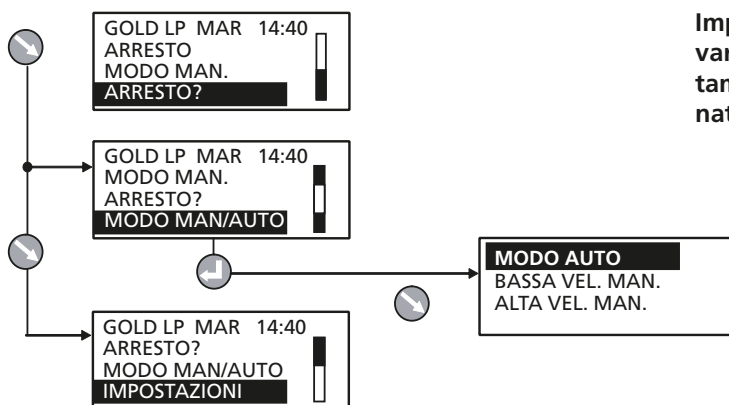 GOLD LP MAR 14:40
ARRESTO
MODO MAN.
ARRESTO?
GOLD LP MAR 14:40
MODO MAN.
ARRESTO?
MODO MAN/AUTO
MODO AUTO
BASSA VEL. MAN.
ALTA VEL. MAN.
GOLD LP MAR 14:40
ARRESTO?
MODO MAN/AUTO
IMPOSTAZIONI